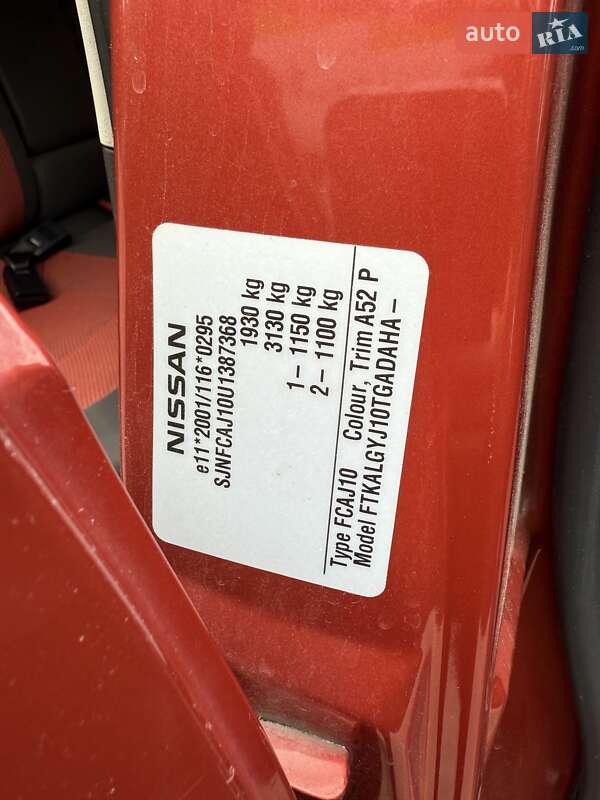 auto RIA .com
NISSAN
e11*2001/116*0295
SJNFCAJ10U1387368
1930 kg
3130 kg
1 – 1150 kg
2 – 1100 kg
Type FCAJ10 Colour, Trim A52 P
Model FTKALGYJ10TGADAHA –